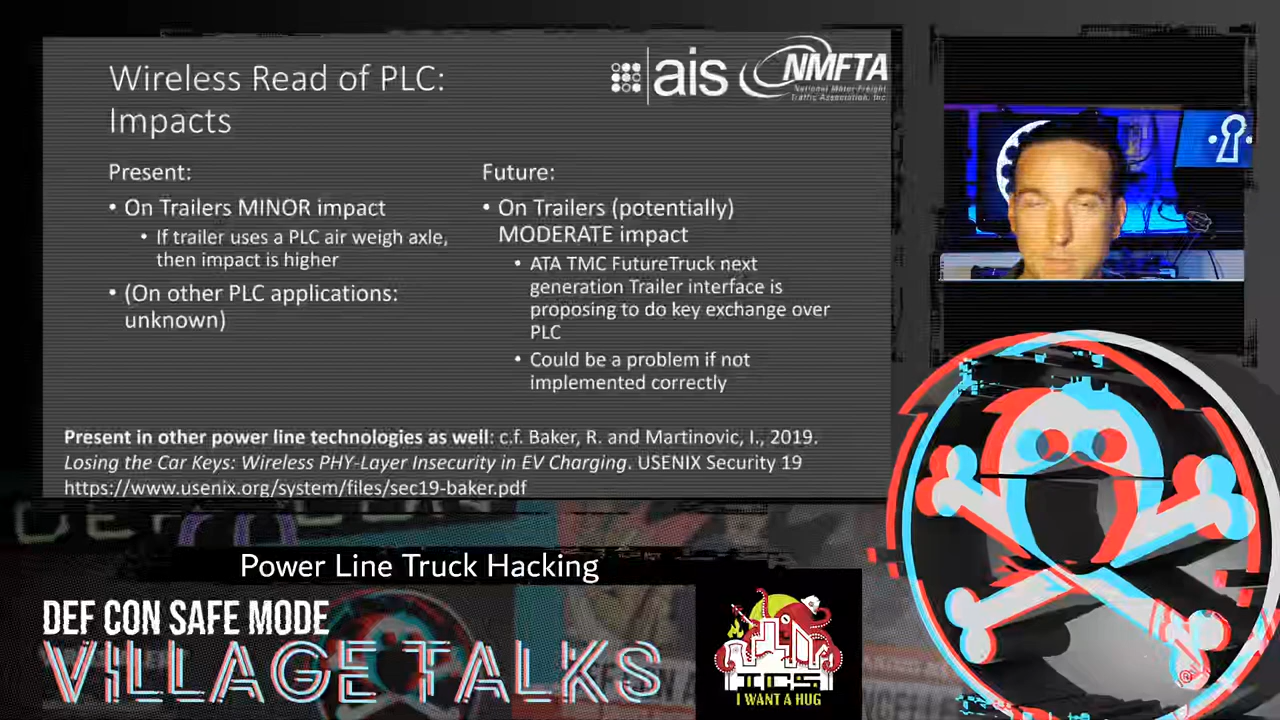 Wireless Read of PLC:
Impacts
ais
NMFTA
National Motor Freight
Traffic Association, Inc.
Present:
• On Trailers MINOR impact
• If trailer uses a PLC air weigh axle,
then impact is higher
• (On other PLC applications:
unknown)
Future:
• On Trailers (potentially)
MODERATE impact
• ATA TMC FutureTruck next
generation Trailer interface is
proposing to do key exchange over
PLC
• Could be a problem if not
implemented correctly
Present in other power line technologies as well: c.f. Baker, R. and Martinovic, I., 2019.
Losing the Car Keys: Wireless PHY-Layer Insecurity in EV Charging. USENIX Security 19
https://www.usenix.org/system/files/sec19-baker.pdf
Power Line Truck Hacking
DEF CON SAFE MODE
VILLAGE TALKS
ICS
I WANT A HUG